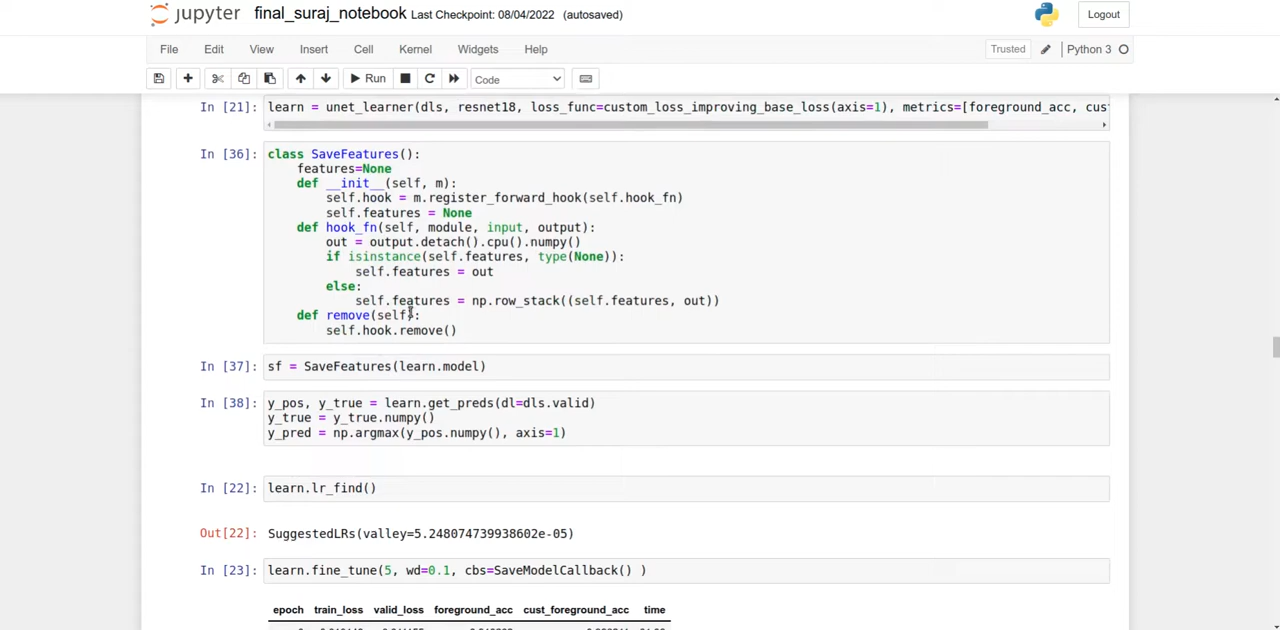 jupyter final_suraj_notebook Last Checkpoint: 08/04/2022 (autosaved) Logout
File Edit View Insert Cell Kernel Widgets Help Trusted Python 3
Run Code
In [21]: learn = unet_learner(dls, resnet18, loss_func=custom_loss_improving_base_loss(axis=1), metrics=[foreground_acc, cus
In [36]: class SaveFeatures():
features=None
def __init__(self, m):
self.hook = m.register_forward_hook(self.hook_fn)
self.features = None
def hook_fn(self, module, input, output):
out = output.detach().cpu().numpy()
if isinstance(self.features, type(None)):
self.features = out
else:
self.features = np.row_stack((self.features, out))
def remove(self):
self.hook.remove()
In [37]: sf = SaveFeatures(learn.model)
In [38]: y_pos, y_true = learn.get_preds(dl=dls.valid)
y_true = y_true.numpy()
y_pred = np.argmax(y_pos.numpy(), axis=1)
In [22]: learn.lr_find()
Out[22]: SuggestedLRs(valley=5.248074739938602e-05)
In [23]: learn.fine_tune(5, wd=0.1, cbs=SaveModelCallback() )
epoch train_loss valid_loss foreground_acc cust_foreground_acc time